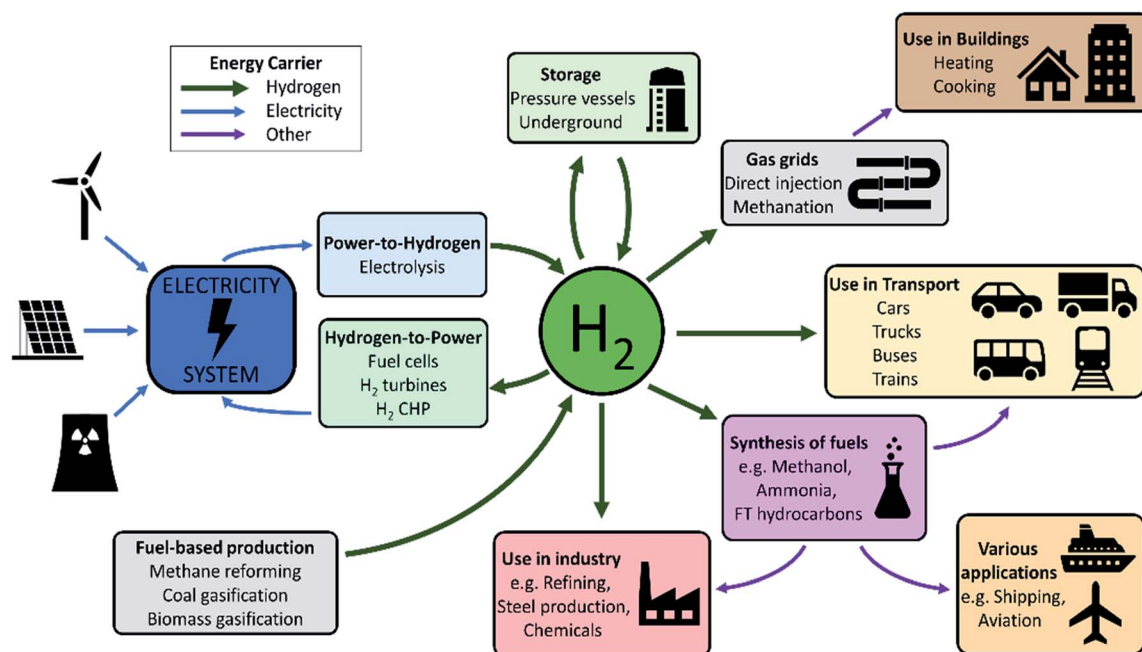 Energy Carrier
Hydrogen
Electricity
Other
Storage
Pressure vessels
Underground
Use in Buildings
Heating
Cooking
Gas grids
Direct injection
Methanation
Power-to-Hydrogen
Electrolysis
ELECTRICITY
SYSTEM
Hydrogen-to-Power
Fuel cells
H₂ turbines
H₂ CHP
H₂
Use in Transport
Cars
Trucks
Buses
Trains
Synthesis of fuels
e.g. Methanol,
Ammonia,
FT hydrocarbons
Fuel-based production
Methane reforming
Coal gasification
Biomass gasification
Use in industry
e.g. Refining,
Steel production,
Chemicals
Various
applications
e.g. Shipping,
Aviation